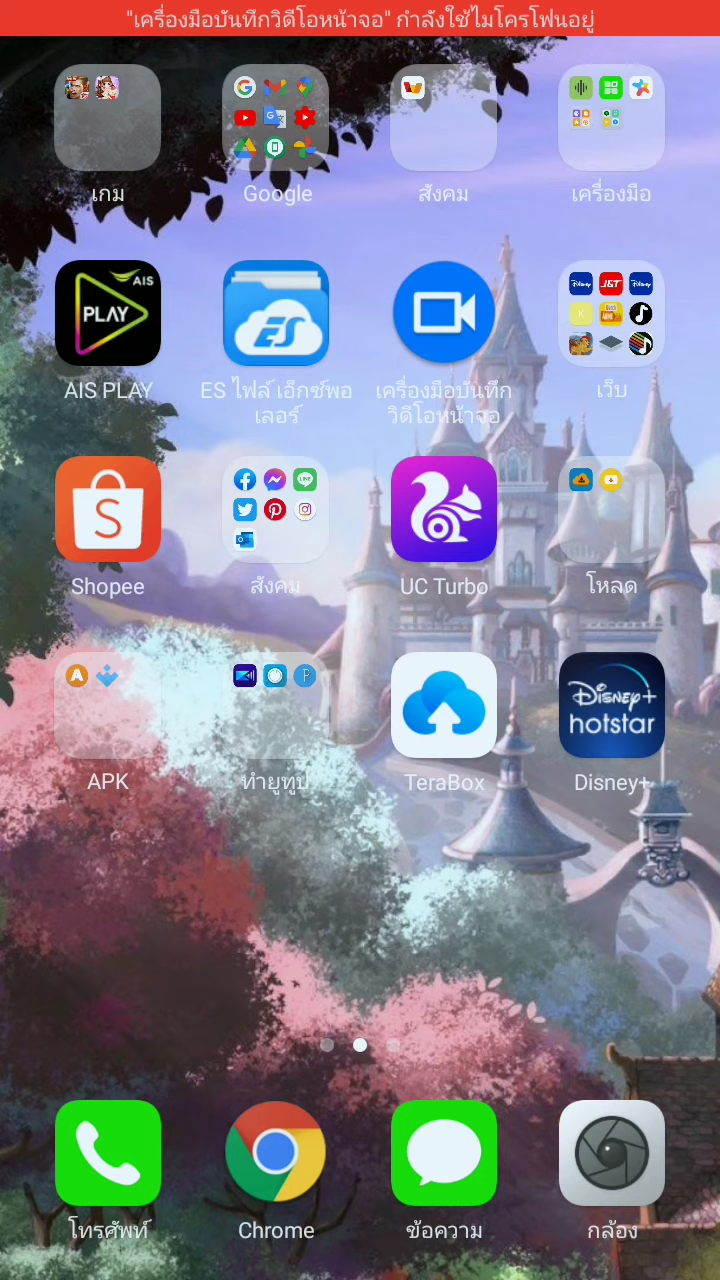 "เครื่องมือบันทึกวิดีโอหน้าจอ" กำลังใช้ไมโครโฟนอยู่
เกม
Google
สังคม
เครื่องมือ
AIS
PLAY
AIS PLAY
ES
ES ไฟล์ เอ็กซ์พอ
เลอร์
เครื่องมือบันทึก
วิดีโอหน้าจอ
Disney+
J&T
Disney+
เว็บ
Shopee
LINE
สังคม
UC Turbo
โหลด
APK
ทำยูทูป
TeraBox
Disney+
hotstar
Disney+
โทรศัพท์
Chrome
ข้อความ
กล้อง